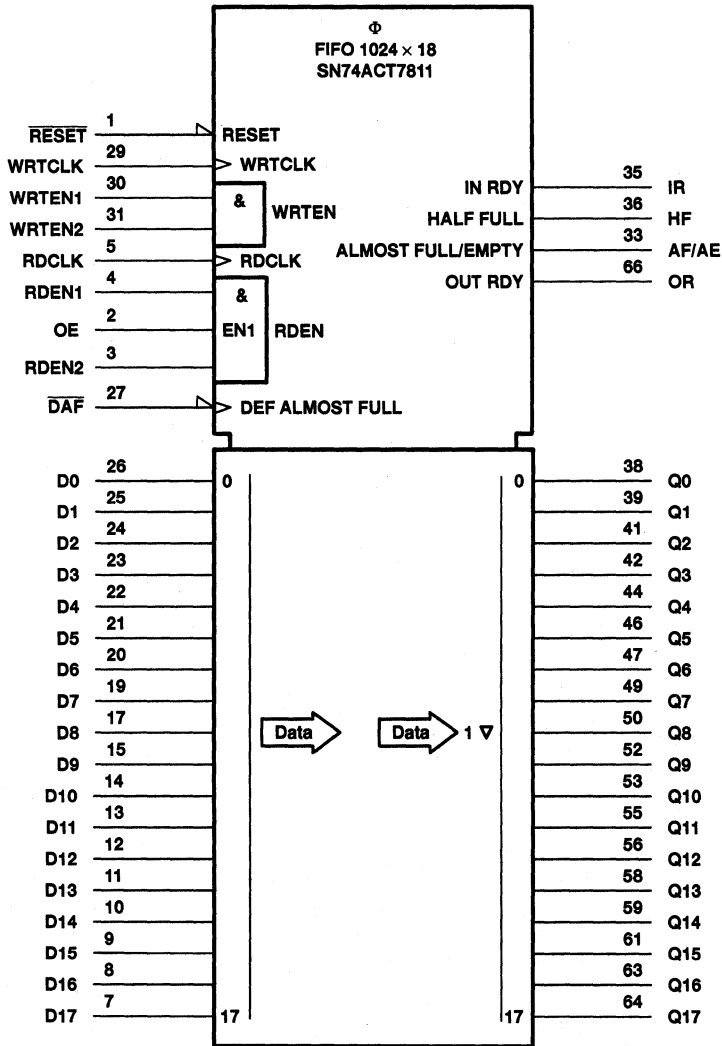 Φ
FIFO 1024 × 18
SN74ACT7811
RESET 1 RESET
WRTCLK 29 WRTCLK
WRTEN1 30 & WRTEN
WRTEN2 31
RDCLK 5 RDCLK
RDEN1 4 &
OE 2 EN1 RDEN
RDEN2 3
DAF 27 DEF ALMOST FULL
IN RDY 35 IR
HALF FULL 36 HF
ALMOST FULL/EMPTY 33 AF/AE
OUT RDY 66 OR
D0 26 0 0 38 Q0
D1 25 39 Q1
D2 24 41 Q2
D3 23 42 Q3
D4 22 44 Q4
D5 21 46 Q5
D6 20 47 Q6
D7 19 49 Q7
D8 17 Data Data 1 ∇ 50 Q8
D9 15 52 Q9
D10 14 53 Q10
D11 13 55 Q11
D12 12 56 Q12
D13 11 58 Q13
D14 10 59 Q14
D15 9 61 Q15
D16 8 63 Q16
D17 7 17 17 64 Q17